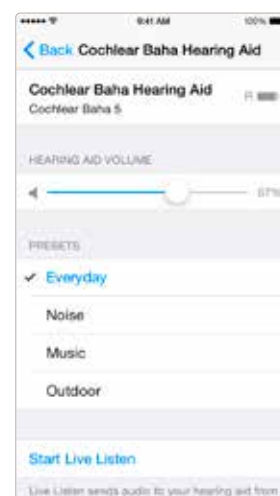 9:41 AM 100%
Back Cochlear Baha Hearing Aid
Cochlear Baha Hearing Aid R
Cochlear Baha 5
HEARING AID VOLUME
67%
PRESETS
Everyday
Noise
Music
Outdoor
Start Live Listen
Live Listen sends audio to your hearing aid from